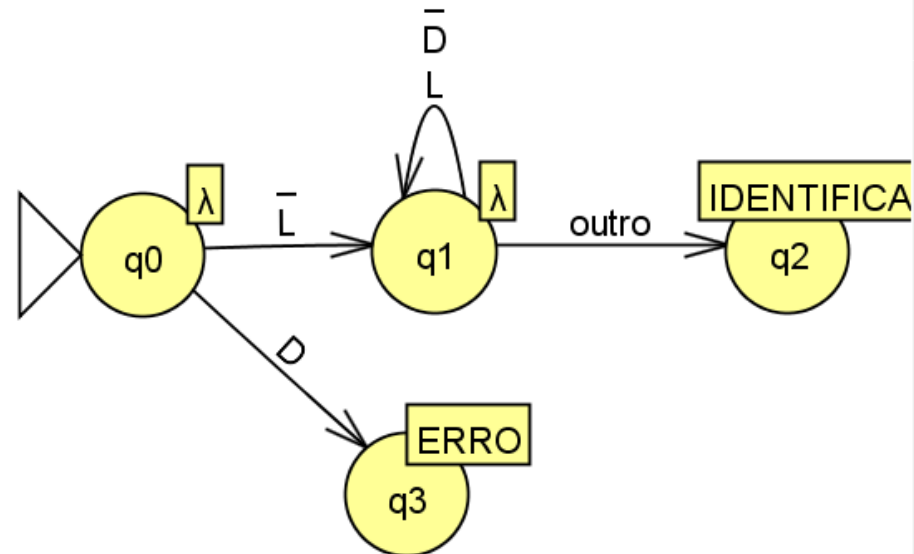 D̅
L
λ
L̅
λ
outro
IDENTIFICA
q0
q1
q2
D
ERRO
q3